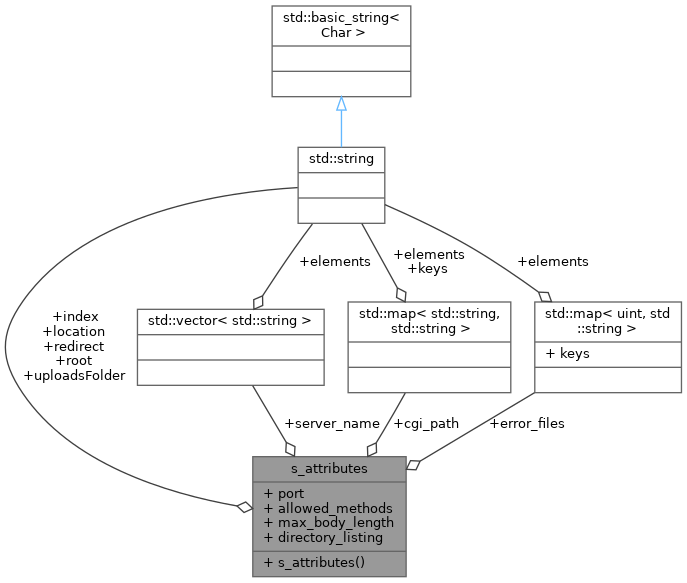 std::basic_string<
Char >
std::string
+elements
+elements
+keys
+elements
+index
+location
+redirect
+root
+uploadsFolder
std::vector< std::string >
std::map< std::string,
std::string >
std::map< uint, std
::string >
+ keys
+server_name
+cgi_path
+error_files
s_attributes
+ port
+ allowed_methods
+ max_body_length
+ directory_listing
+ s_attributes()